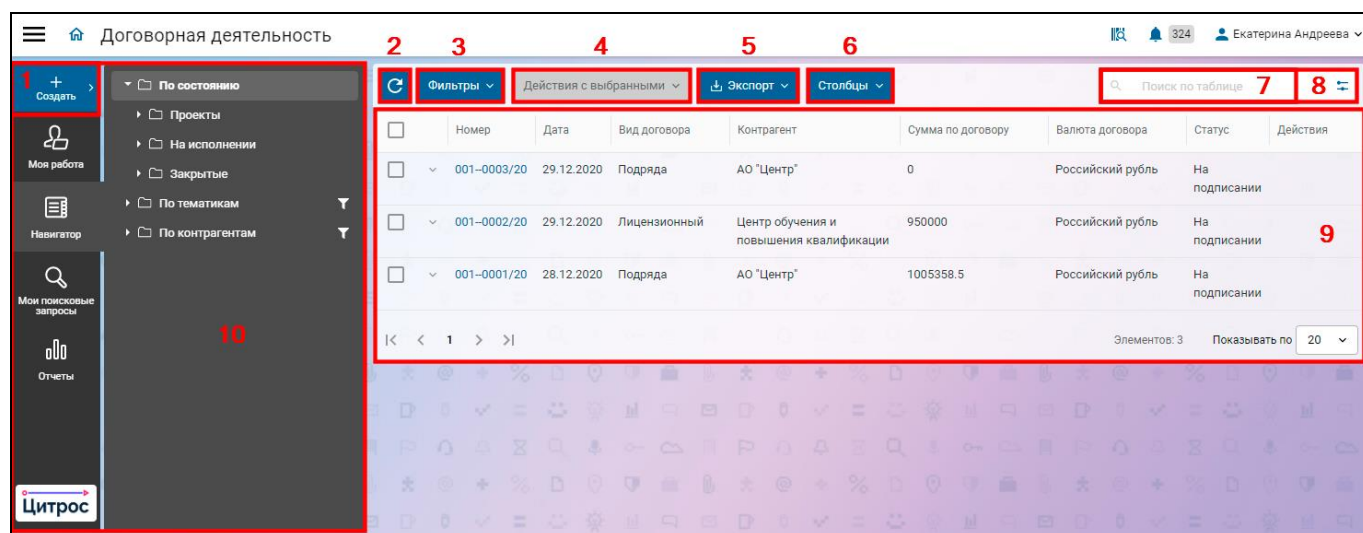 Договорная деятельность
324
Екатерина Андреева
1
2
3
4
5
6
Создать
По состоянию
Фильтры
Действия с выбранными
Экспорт
Столбцы
Поиск по таблице
7
8
Проекты
На исполнении
Закрытые
По тематикам
По контрагентам
Моя работа
Навигатор
Мои поисковые
запросы
Отчеты
10
Цитрос
Номер Дата Вид договора Контрагент Сумма по договору Валюта договора Статус Действия
001–0003/20 29.12.2020 Подряда АО "Центр" 0 Российский рубль На
подписании
001–0002/20 29.12.2020 Лицензионный Центр обучения и 950000 Российский рубль На
повышения квалификации подписании
9
001–0001/20 28.12.2020 Подряда АО "Центр" 1005358.5 Российский рубль На
подписании
1
Элементов: 3 Показывать по 20